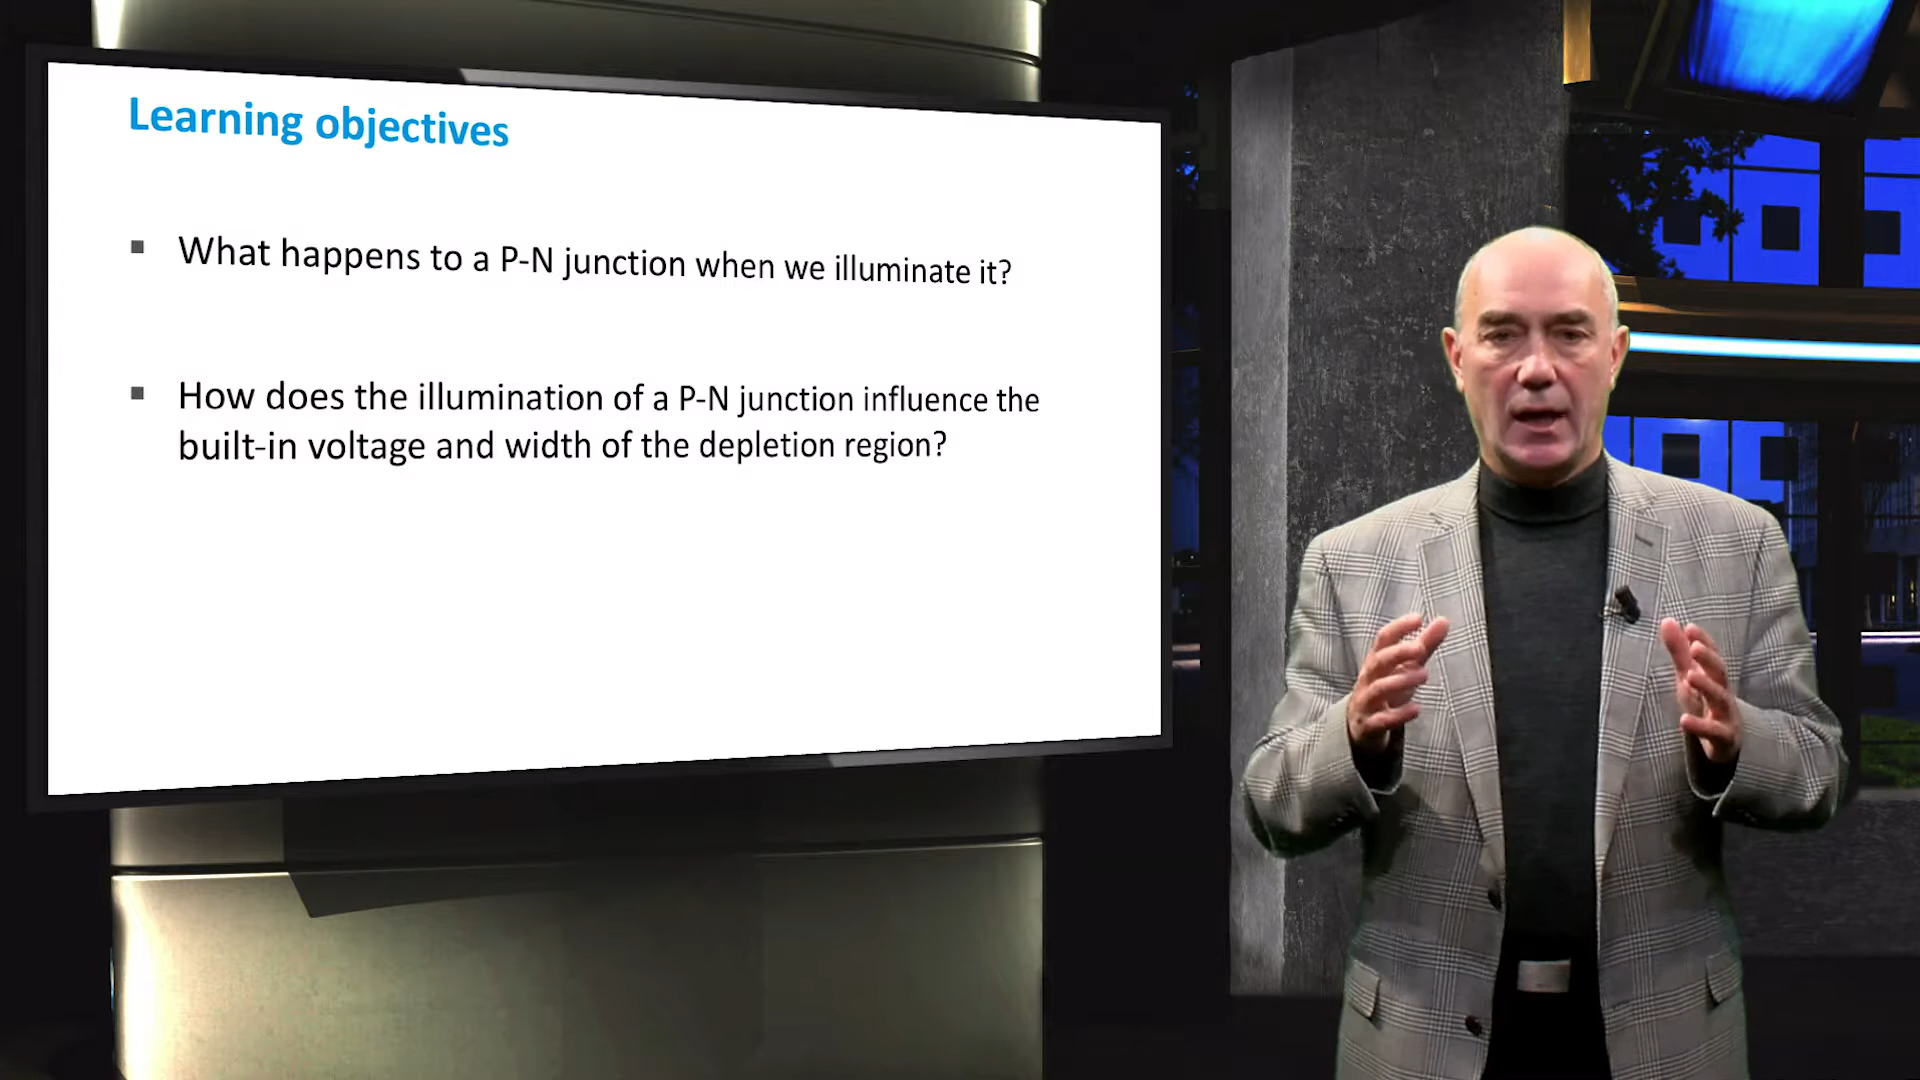 Learning objectives
▪ What happens to a P-N junction when we illuminate it?
▪ How does the illumination of a P-N junction influence the
built-in voltage and width of the depletion region?